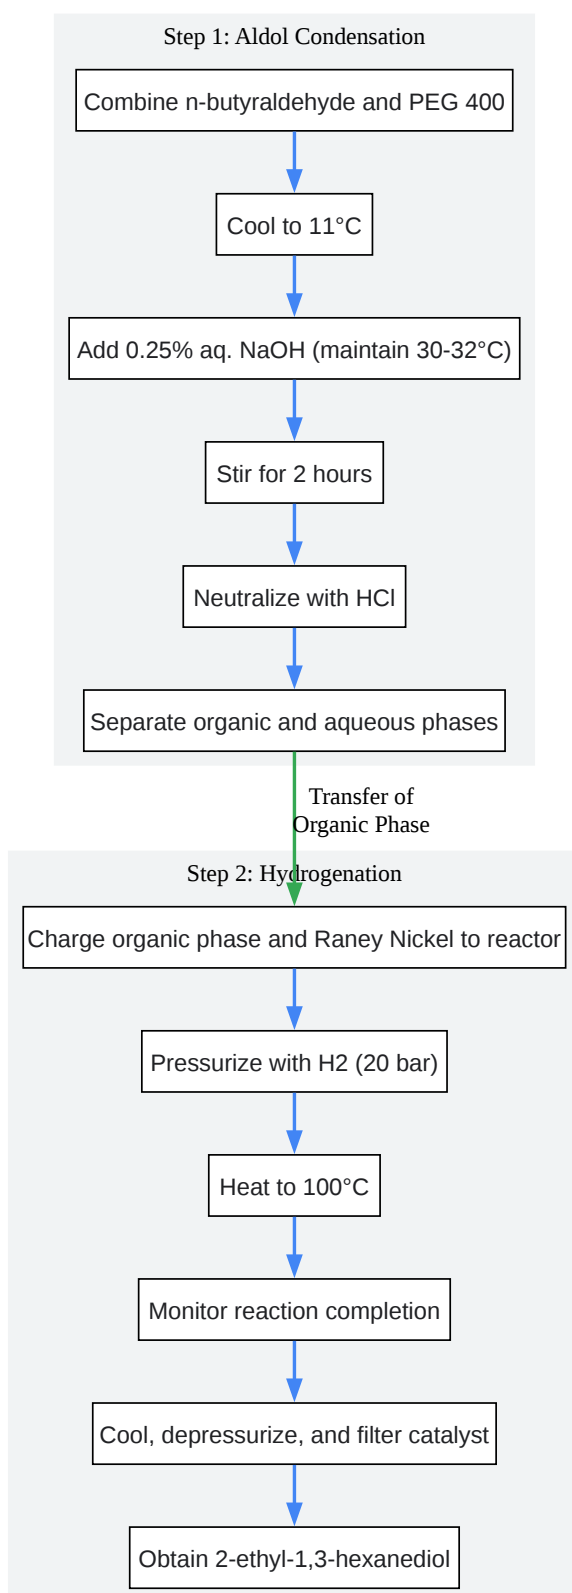 Step 1: Aldol Condensation
Combine n-butyraldehyde and PEG 400
Cool to 11°C
Add 0.25% aq. NaOH (maintain 30-32°C)
Stir for 2 hours
Neutralize with HCl
Separate organic and aqueous phases
Transfer of
Organic Phase
Step 2: Hydrogenation
Charge organic phase and Raney Nickel to reactor
Pressurize with H2 (20 bar)
Heat to 100°C
Monitor reaction completion
Cool, depressurize, and filter catalyst
Obtain 2-ethyl-1,3-hexanediol